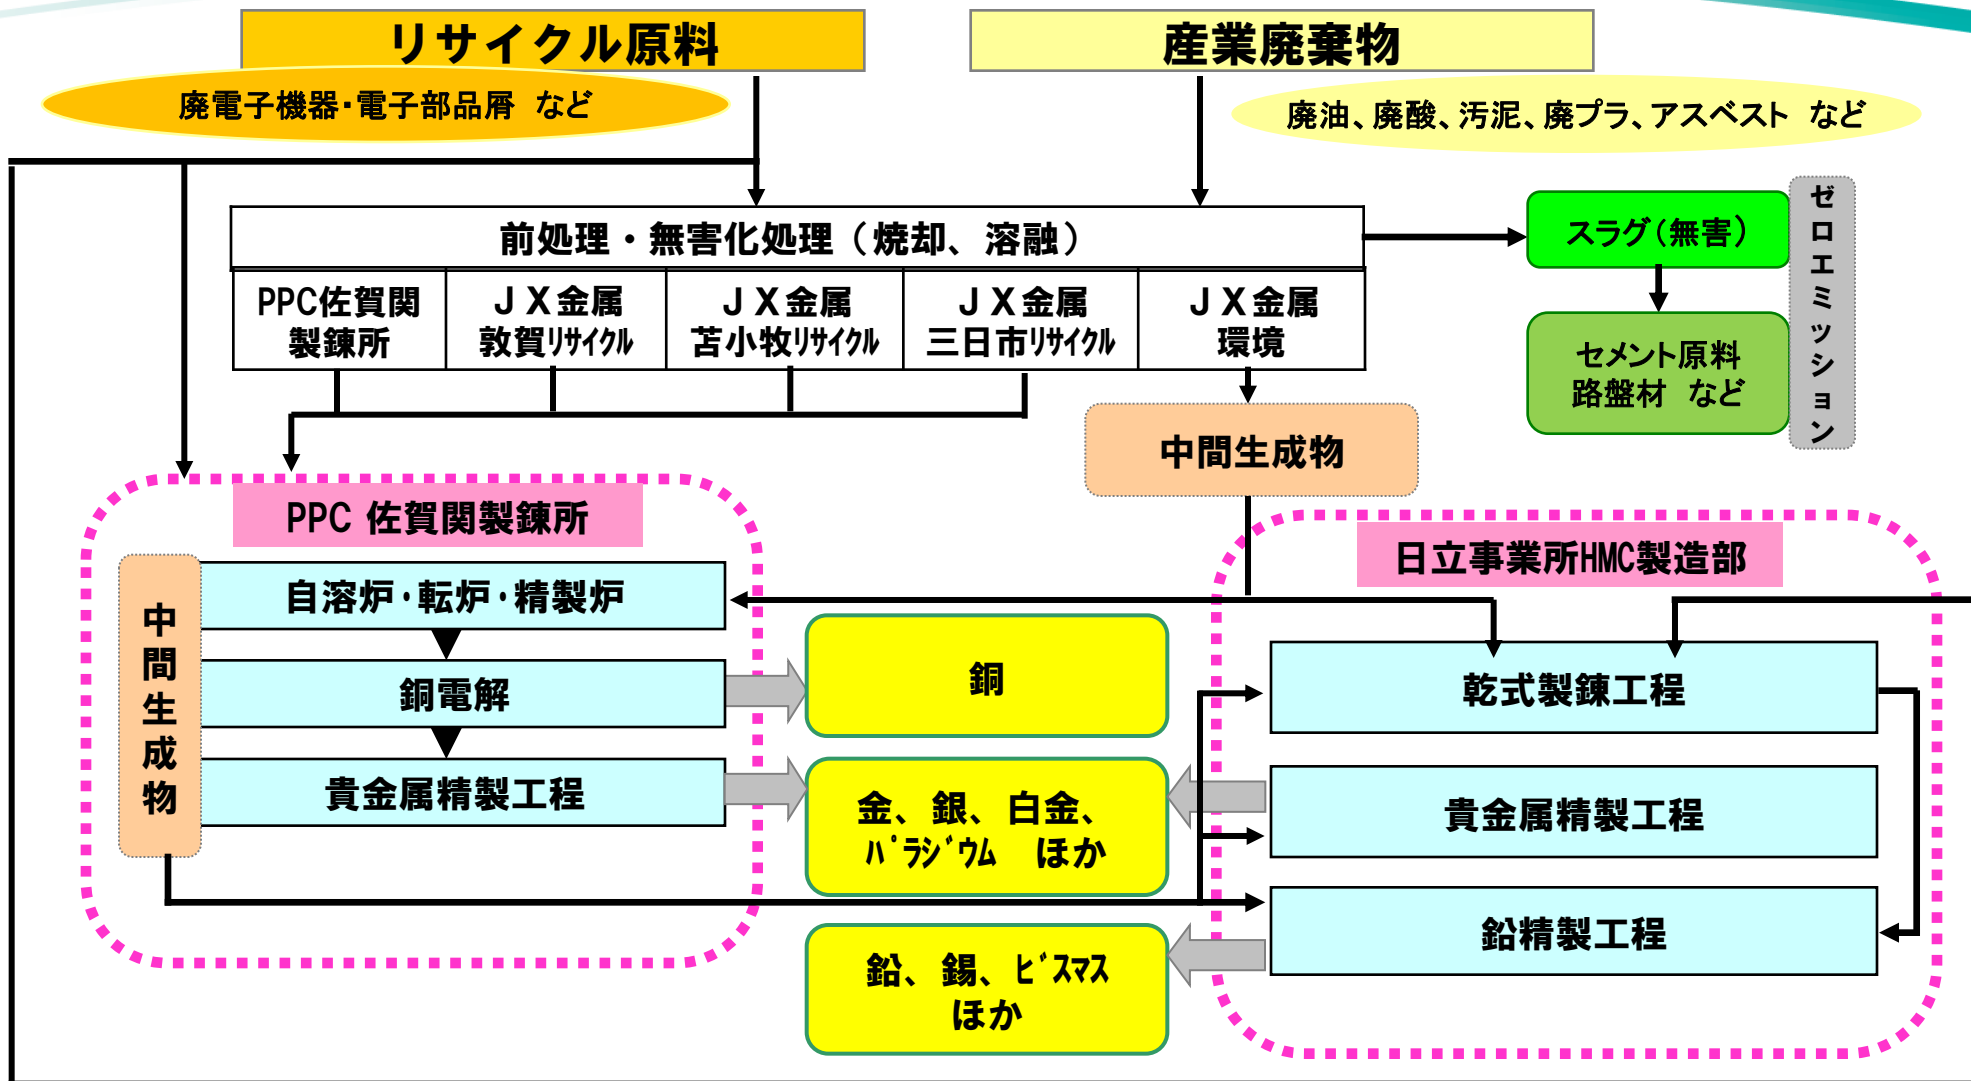 リサイクル原料
産業廃棄物
廃電子機器・電子部品屑 など
廃油、廃酸、汚泥、廃プラ、アスベスト など
前処理・無害化処理（焼却、溶融）
PPC佐賀関
製錬所
ＪＸ金属
敦賀ﾘｻｲｸﾙ
ＪＸ金属
苫小牧ﾘｻｲｸﾙ
ＪＸ金属
三日市ﾘｻｲｸﾙ
ＪＸ金属
環境
スラグ（無害）
セメント原料
路盤材 など
ゼロエミッション
中間生成物
PPC 佐賀関製錬所
中間生成物
自溶炉・転炉・精製炉
銅電解
貴金属精製工程
銅
金、銀、白金、
ﾊﾟﾗｼﾞｳﾑ ほか
鉛、錫、ﾋﾞｽﾏｽ
ほか
日立事業所HMC製造部
乾式製錬工程
貴金属精製工程
鉛精製工程